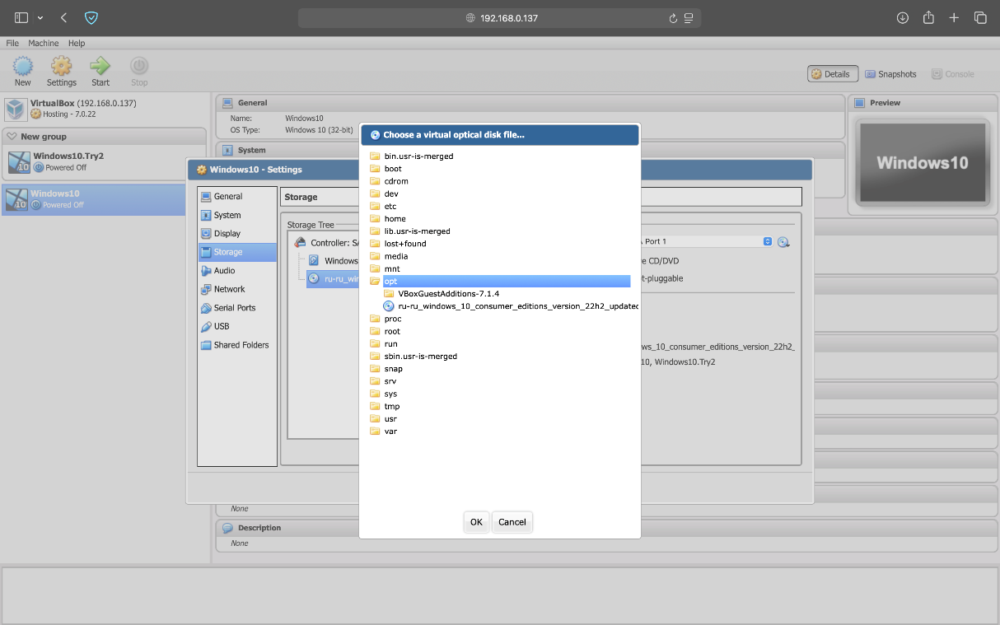 192.168.0.137
File Machine Help
New Settings Start Stop
Details Snapshots Console
VirtualBox (192.168.0.137)
Hosting - 7.0.22
New group
Windows10.Try2
Powered Off
Windows10
Powered Off
General
Name: Windows10
OS Type: Windows 10 (32-bit)
System
Preview
Windows10
Windows10 - Settings
General
System
Display
Storage
Audio
Network
Serial Ports
USB
Shared Folders
Storage
Storage Tree
Controller: SA
Windows
ru-ru_win
Port 1
CD/DVD
t-pluggable
ws_10_consumer_editions_version_22h2_
10, Windows10.Try2
Choose a virtual optical disk file...
bin.usr-is-merged
boot
cdrom
dev
etc
home
lib.usr-is-merged
lost+found
media
mnt
opt
VBoxGuestAdditions-7.1.4
ru-ru_windows_10_consumer_editions_version_22h2_updated
proc
root
run
sbin.usr-is-merged
snap
srv
sys
tmp
usr
var
OK Cancel
None
Description
None